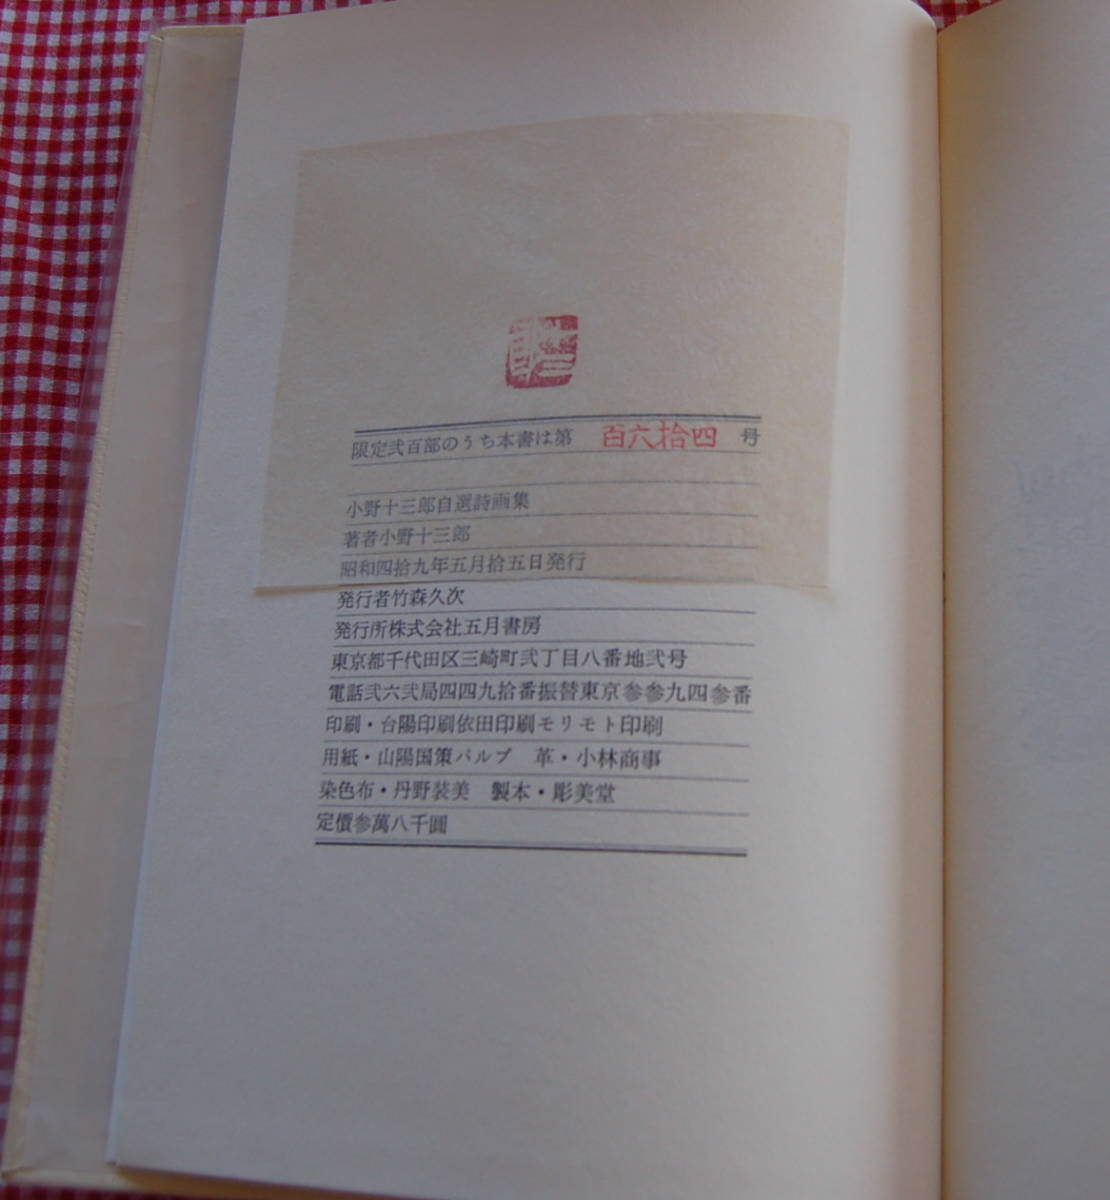 限定弐百部のうち本書は第 百六拾四 号
小野十三郎自選詩画集
著者小野十三郎
昭和四拾九年五月拾五日発行
発行者竹森久次
発行所株式会社五月書房
東京都千代田区三崎町弐丁目八番地弐号
電話弐六弐局四四九拾番振替東京参参九四参番
印刷・台陽印刷依田印刷モリモト印刷
用紙・山陽国策パルプ 革・小林商事
染色布・丹野装美 製本・彫美堂
定價参萬八千圓